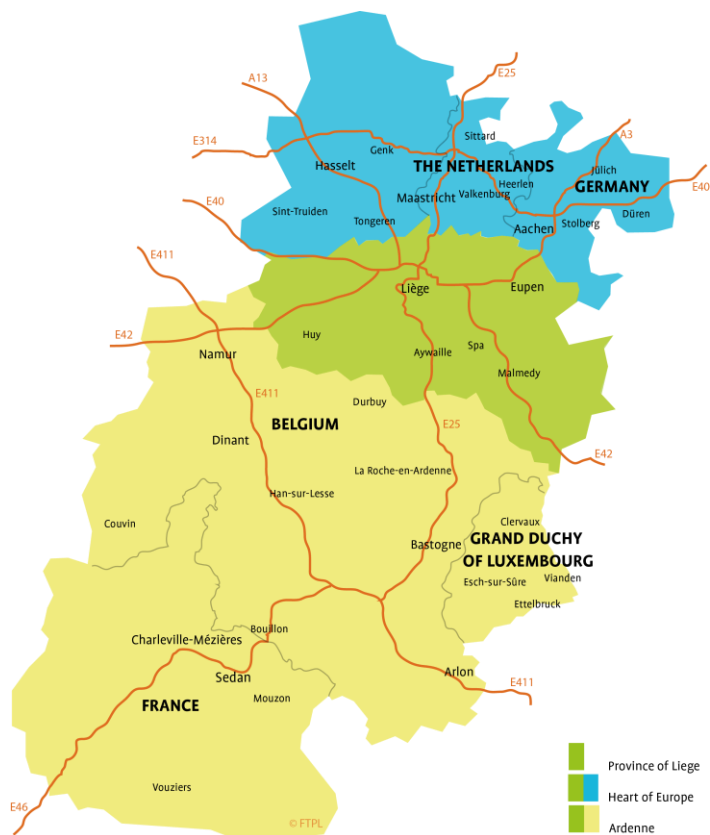 E25
A13
A3
E314
Sittard
Genk
Hasselt
THE NETHERLANDS
Jülich
Heerlen
GERMANY
E40
Maastricht
Valkenburg
E40
Sint-Truiden
Tongeren
Düren
Stolberg
Aachen
E411
Liège
Eupen
E42
Huy
Spa
Namur
Aywaille
Malmedy
E411
Durbuy
BELGIUM
E25
Dinant
E42
La Roche-en-Ardenne
Han-sur-Lesse
Couvin
Clervaux
GRAND DUCHY
OF LUXEMBOURG
Bastogne
Esch-sur-Sûre
Vianden
Ettelbruck
Bouillon
Charleville-Mézières
Arlon
Sedan
E411
Mouzon
FRANCE
Province of Liege
Vouziers
Heart of Europe
E46
© FTPL
Ardenne